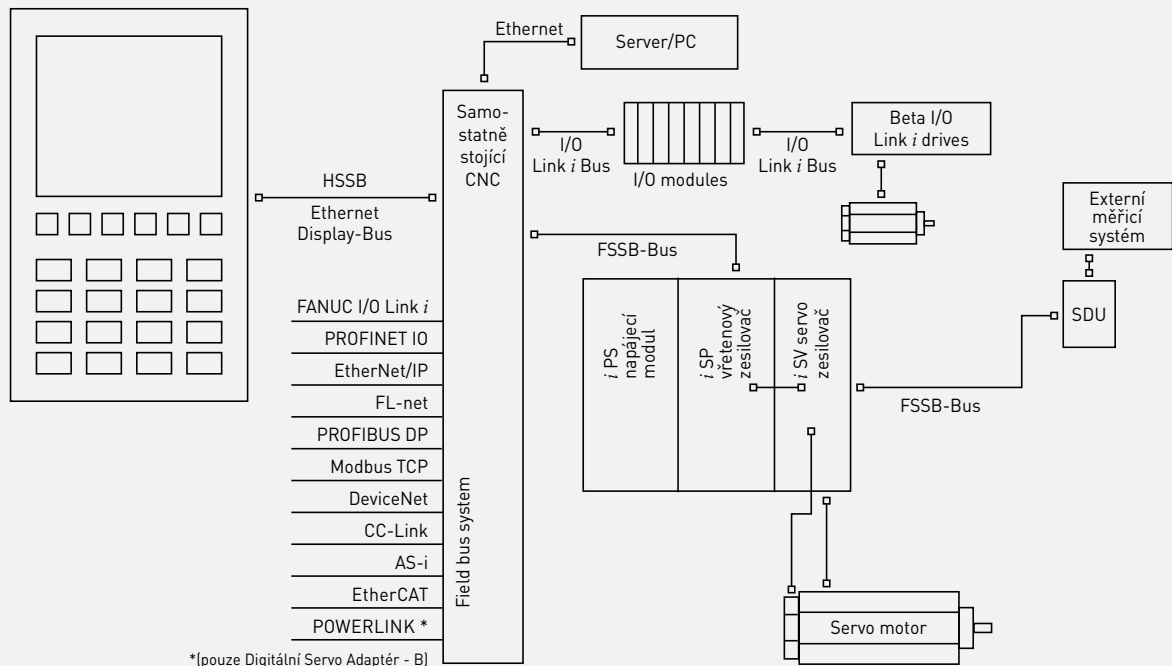 Ethernet
Server/PC
Samo-
statně
stojící
CNC
I/O
Link i Bus
I/O modules
I/O
Link i Bus
Beta I/O
Link i drives
HSSB
Ethernet
Display-Bus
FSSB-Bus
Externí
měřicí
systém
SDU
i PS
napájecí
modul
i SP
vřetenový
zesilovač
i SV servo
zesilovač
FSSB-Bus
FANUC I/O Link i
PROFINET IO
EtherNet/IP
FL-net
PROFIBUS DP
Modbus TCP
DeviceNet
CC-Link
AS-i
EtherCAT
POWERLINK *
Field bus system
Servo motor
*(pouze Digitální Servo Adaptér - B)